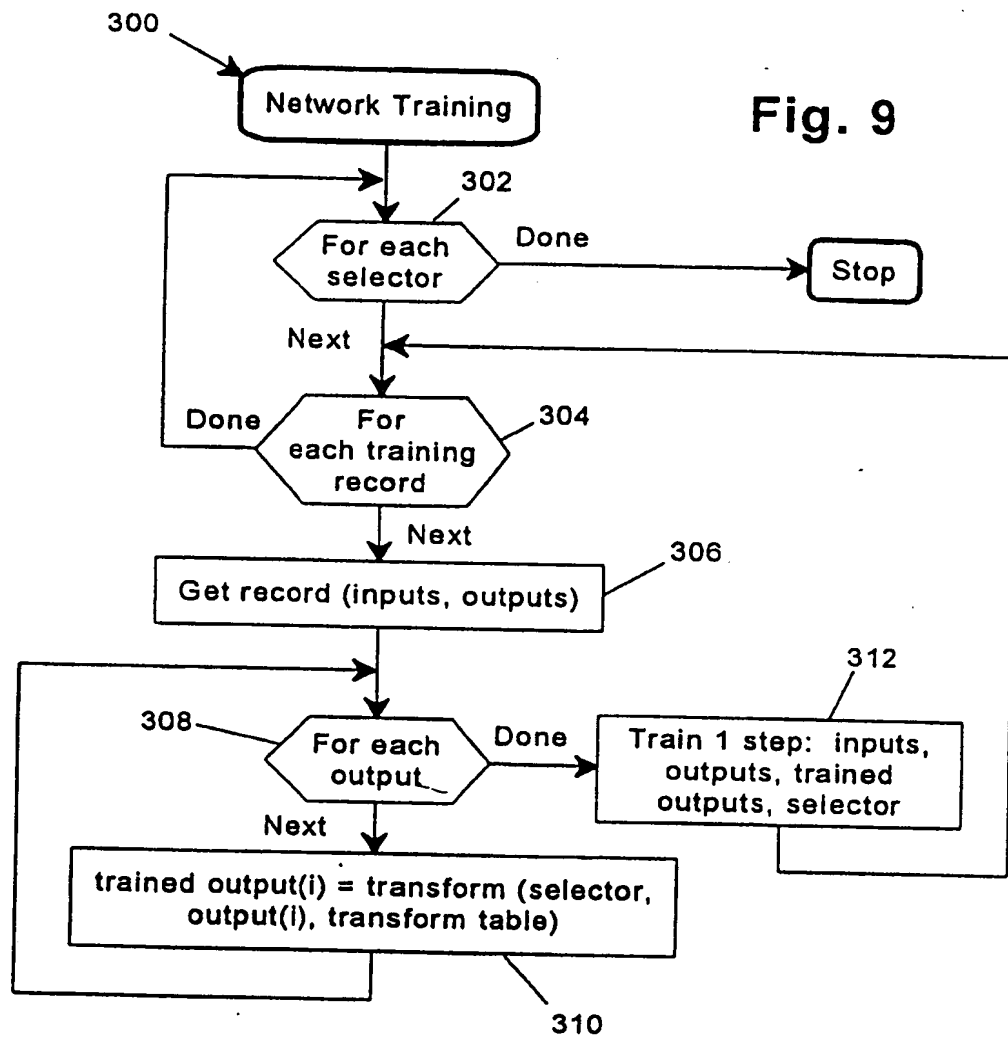 300
Network Training
Fig. 9
302
For each
selector
Done
Stop
Next
Done
For
each training
record
304
Next
306
Get record (inputs, outputs)
312
308
For each
output
Done
Train 1 step: inputs,
outputs, trained
outputs, selector
Next
trained output(i) = transform (selector,
output(i), transform table)
310